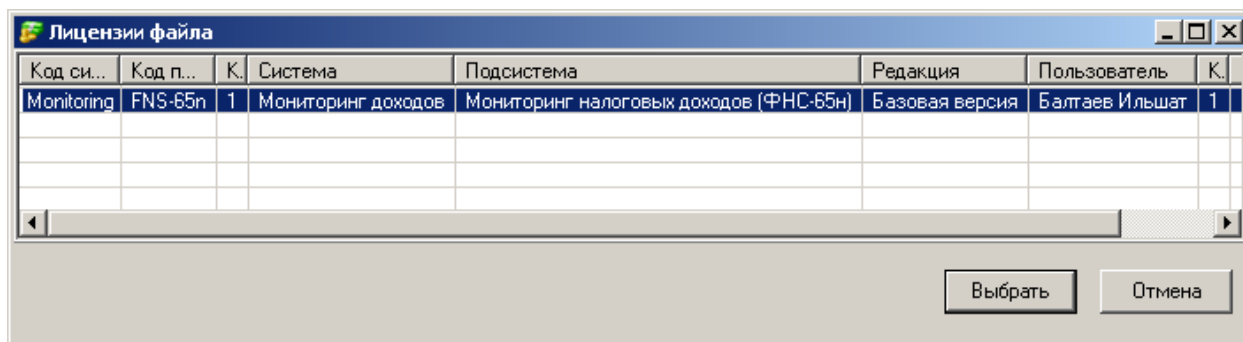 Лицензии файла
Код си... Код п... К. Система Подсистема Редакция Пользователь К.
Monitoring FNS-65n 1 Мониторинг доходов Мониторинг налоговых доходов (ФНС-65н) Базовая версия Балтаев Ильшат 1
Выбрать Отмена